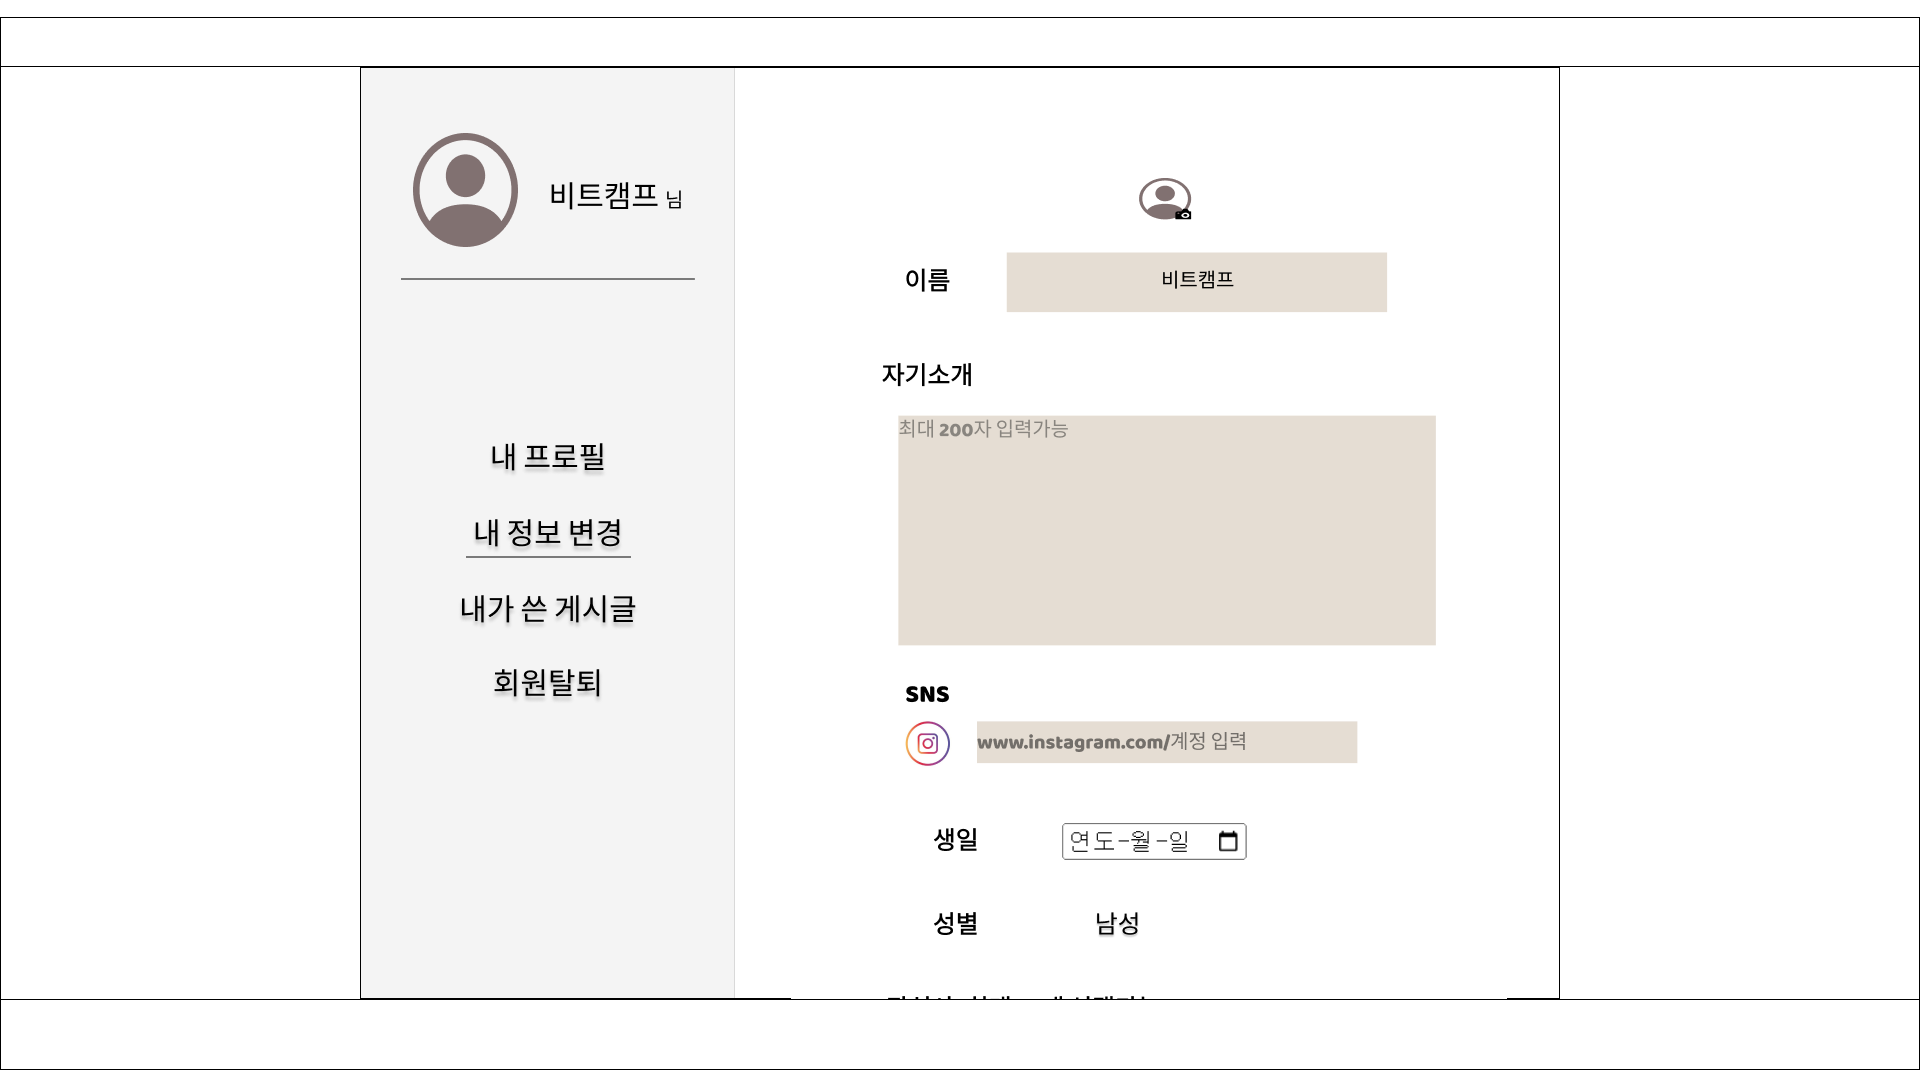 비트캠프 님
내 프로필
내 정보 변경
내가 쓴 게시글
회원탈퇴
이름
비트캠프
자기소개
최대 200자 입력가능
SNS
www.instagram.com/계정 입력
생일
연도-월-일
성별
남성